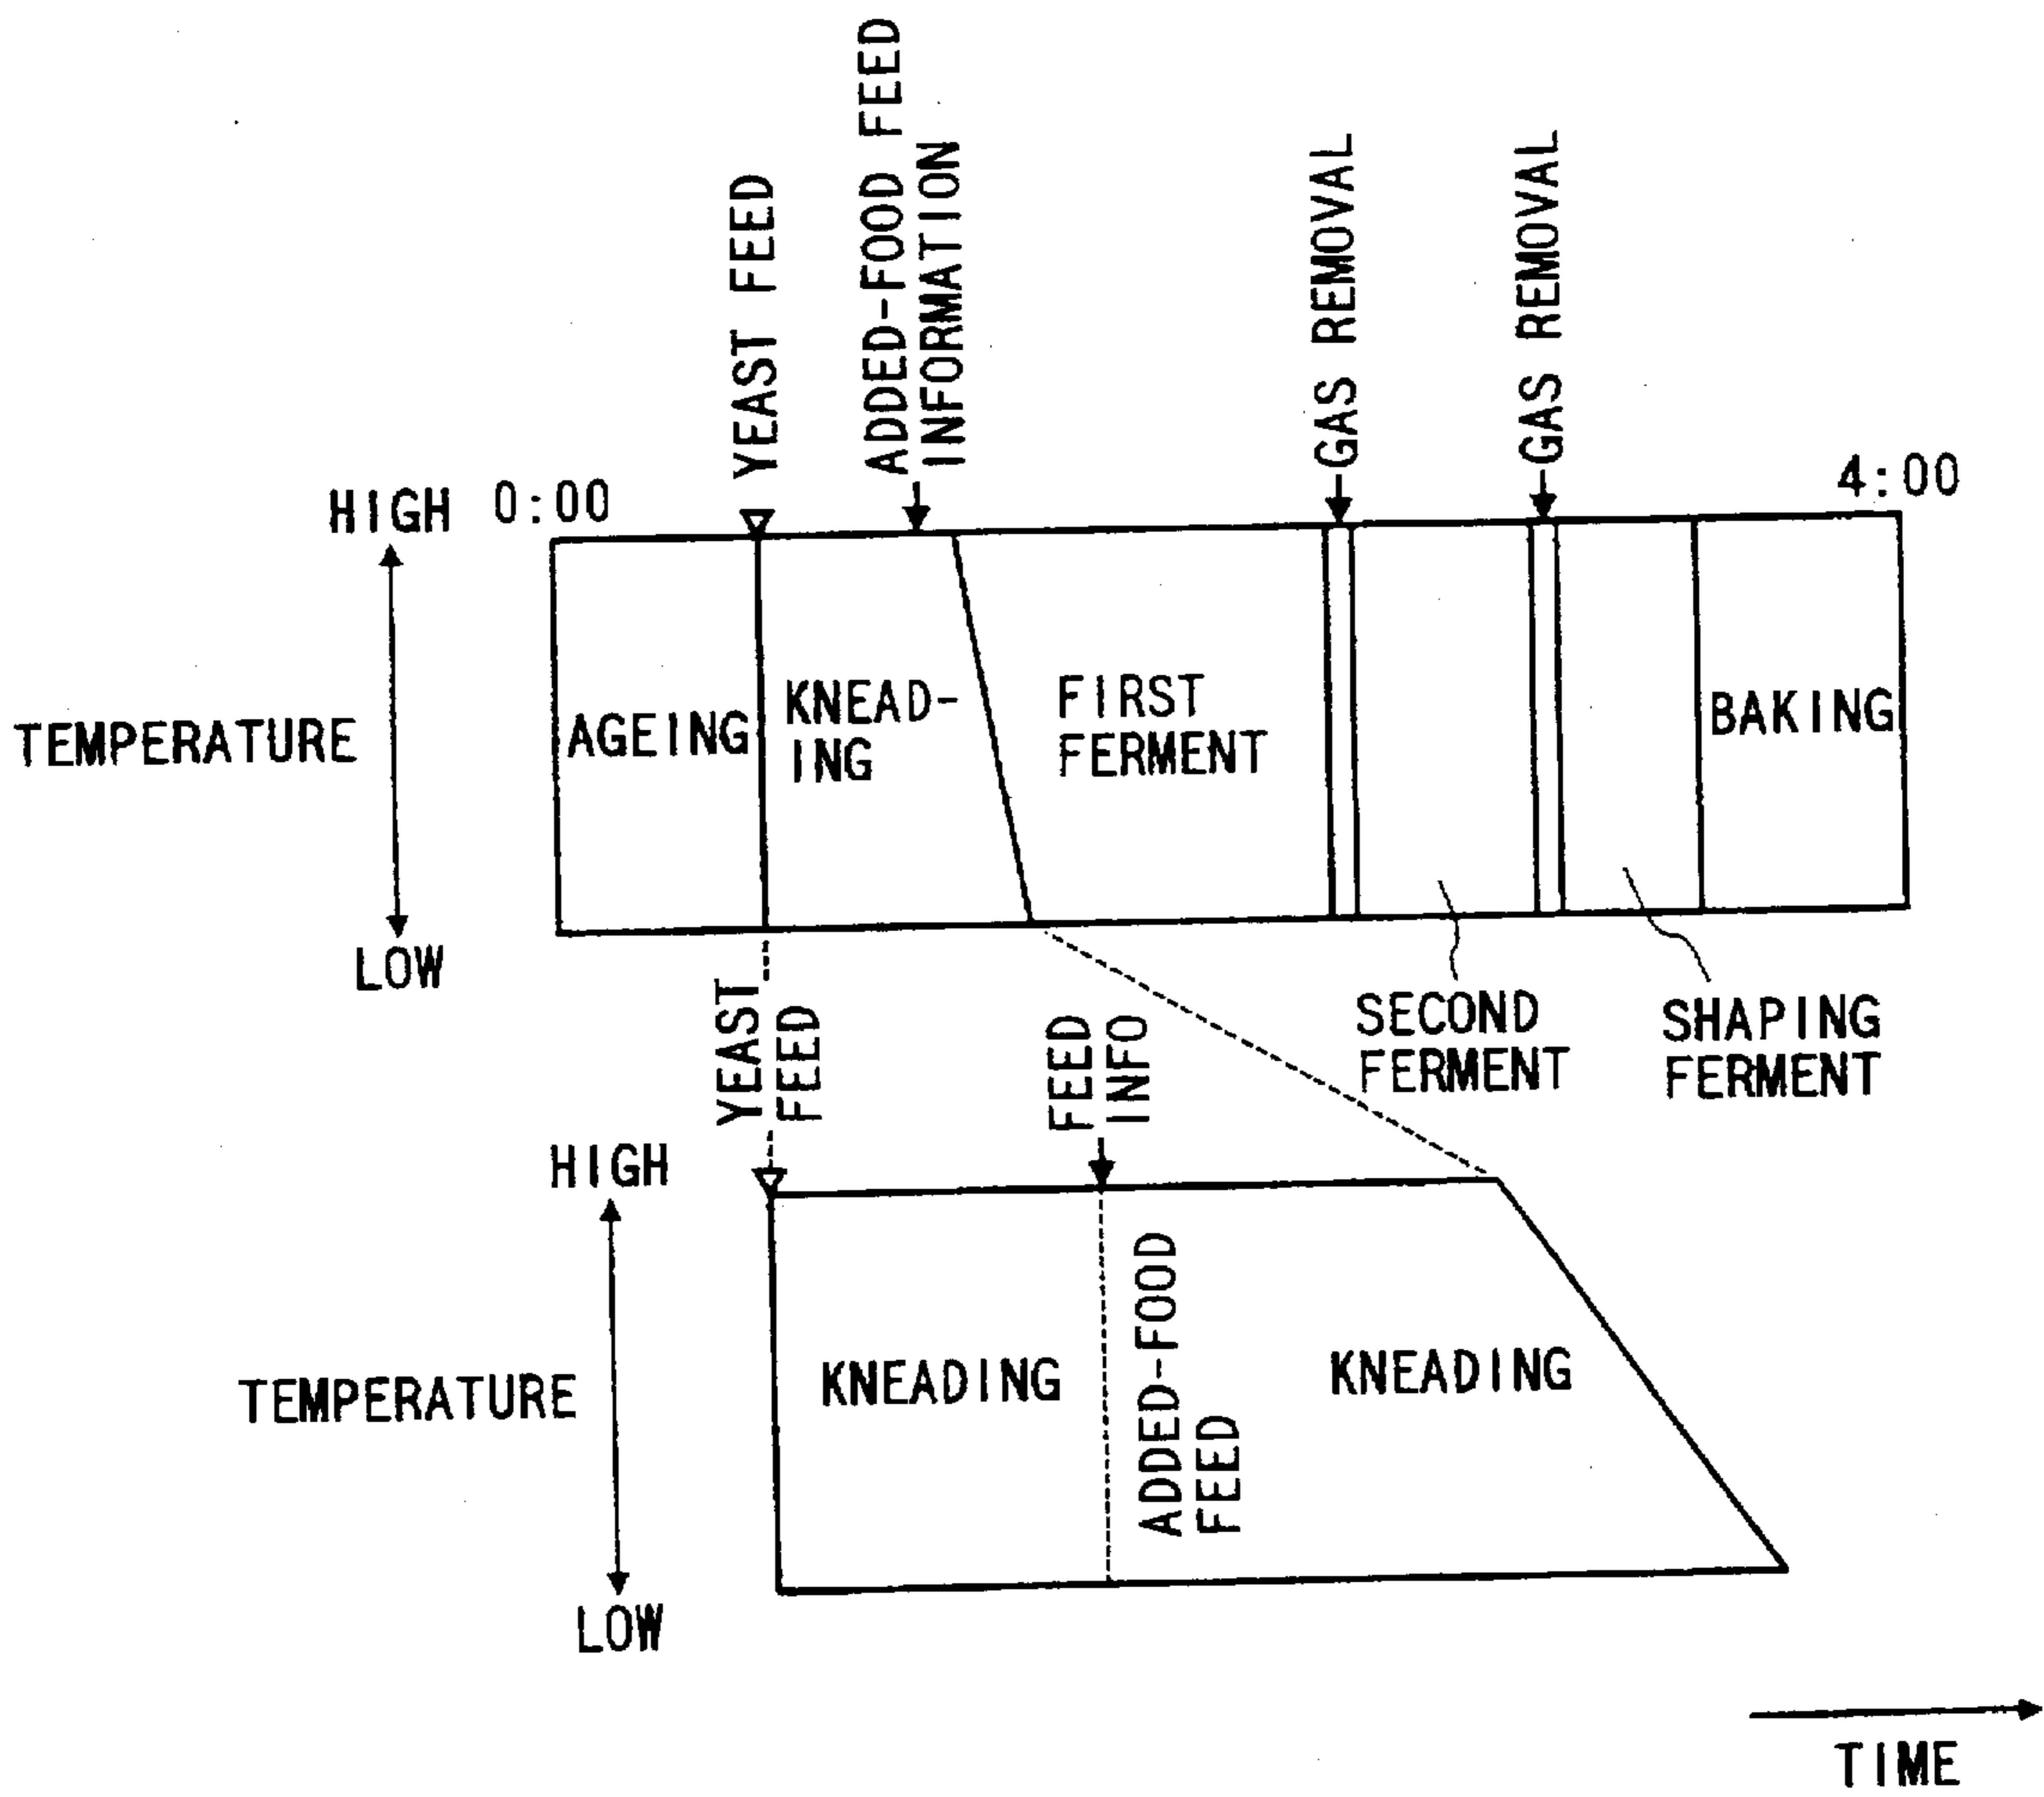 YEAST FEED
ADDED-FOOD FEED
INFORMATION
GAS REMOVAL
GAS REMOVAL
HIGH
0:00
4:00
TEMPERATURE
LOW
AGEING
KNEAD-
ING
FIRST
FERMENT
BAKING
SECOND
FERMENT
SHAPING
FERMENT
YEAST
FEED
FEED
INFO
HIGH
TEMPERATURE
LOW
KNEADING
ADDED-FOOD
FEED
KNEADING
TIME